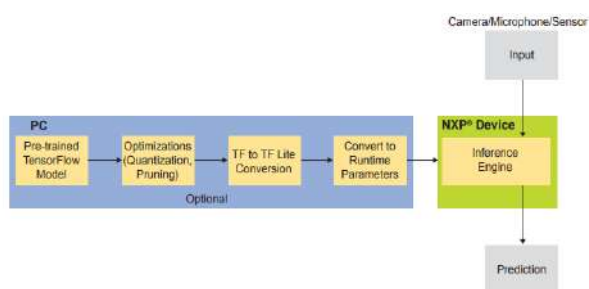 Camera/Microphone/Sensor
Input
PC
NXP® Device
Pre-trained
TensorFlow
Model
Optimizations
(Quantization,
Pruning)
TF to TF Lite
Conversion
Convert to
Runtime
Parameters
Inference
Engine
Optional
Prediction